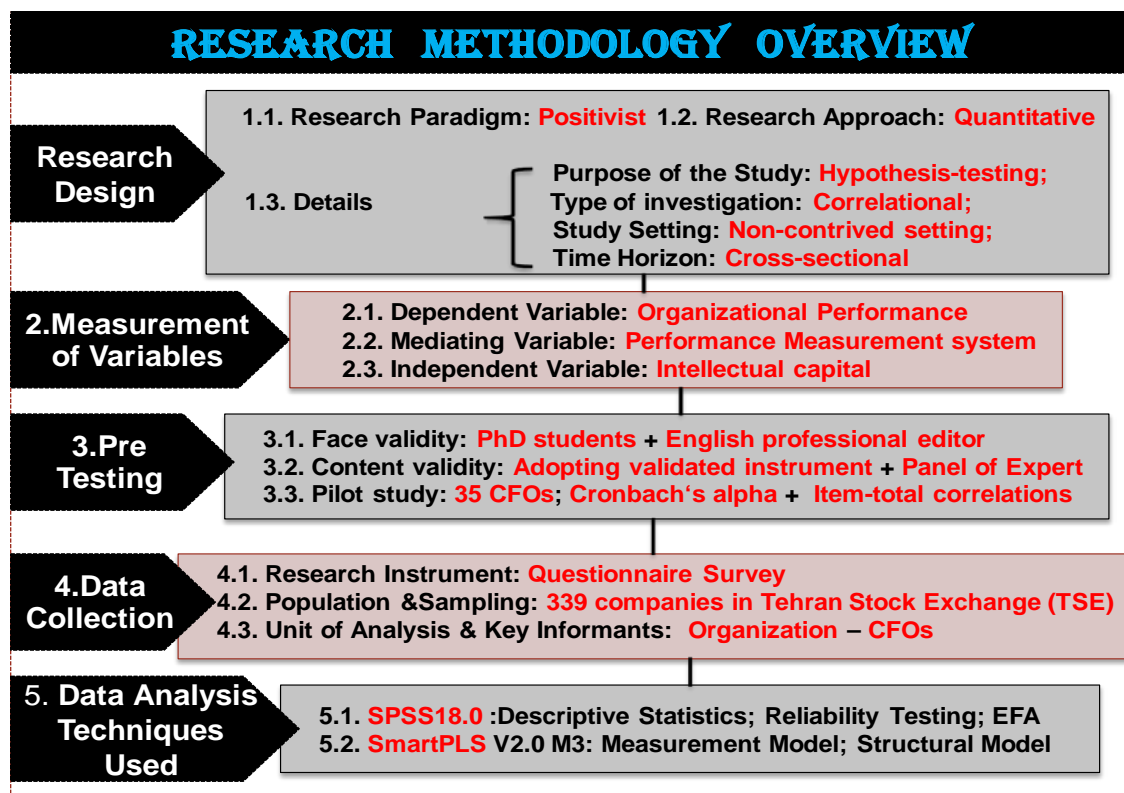 RESEARCH METHODOLOGY OVERVIEW
Research
Design
1.1. Research Paradigm: Positivist 1.2. Research Approach: Quantitative
1.3. Details
Purpose of the Study: Hypothesis-testing;
Type of investigation: Correlational;
Study Setting: Non-contrived setting;
Time Horizon: Cross-sectional
2.Measurement
of Variables
2.1. Dependent Variable: Organizational Performance
2.2. Mediating Variable: Performance Measurement system
2.3. Independent Variable: Intellectual capital
3.Pre
Testing
3.1. Face validity: PhD students + English professional editor
3.2. Content validity: Adopting validated instrument + Panel of Expert
3.3. Pilot study: 35 CFOs; Cronbach‘s alpha + Item-total correlations
4.Data
Collection
4.1. Research Instrument: Questionnaire Survey
4.2. Population &Sampling: 339 companies in Tehran Stock Exchange (TSE)
4.3. Unit of Analysis & Key Informants: Organization – CFOs
5. Data Analysis
Techniques
Used
5.1. SPSS18.0 :Descriptive Statistics; Reliability Testing; EFA
5.2. SmartPLS V2.0 M3: Measurement Model; Structural Model